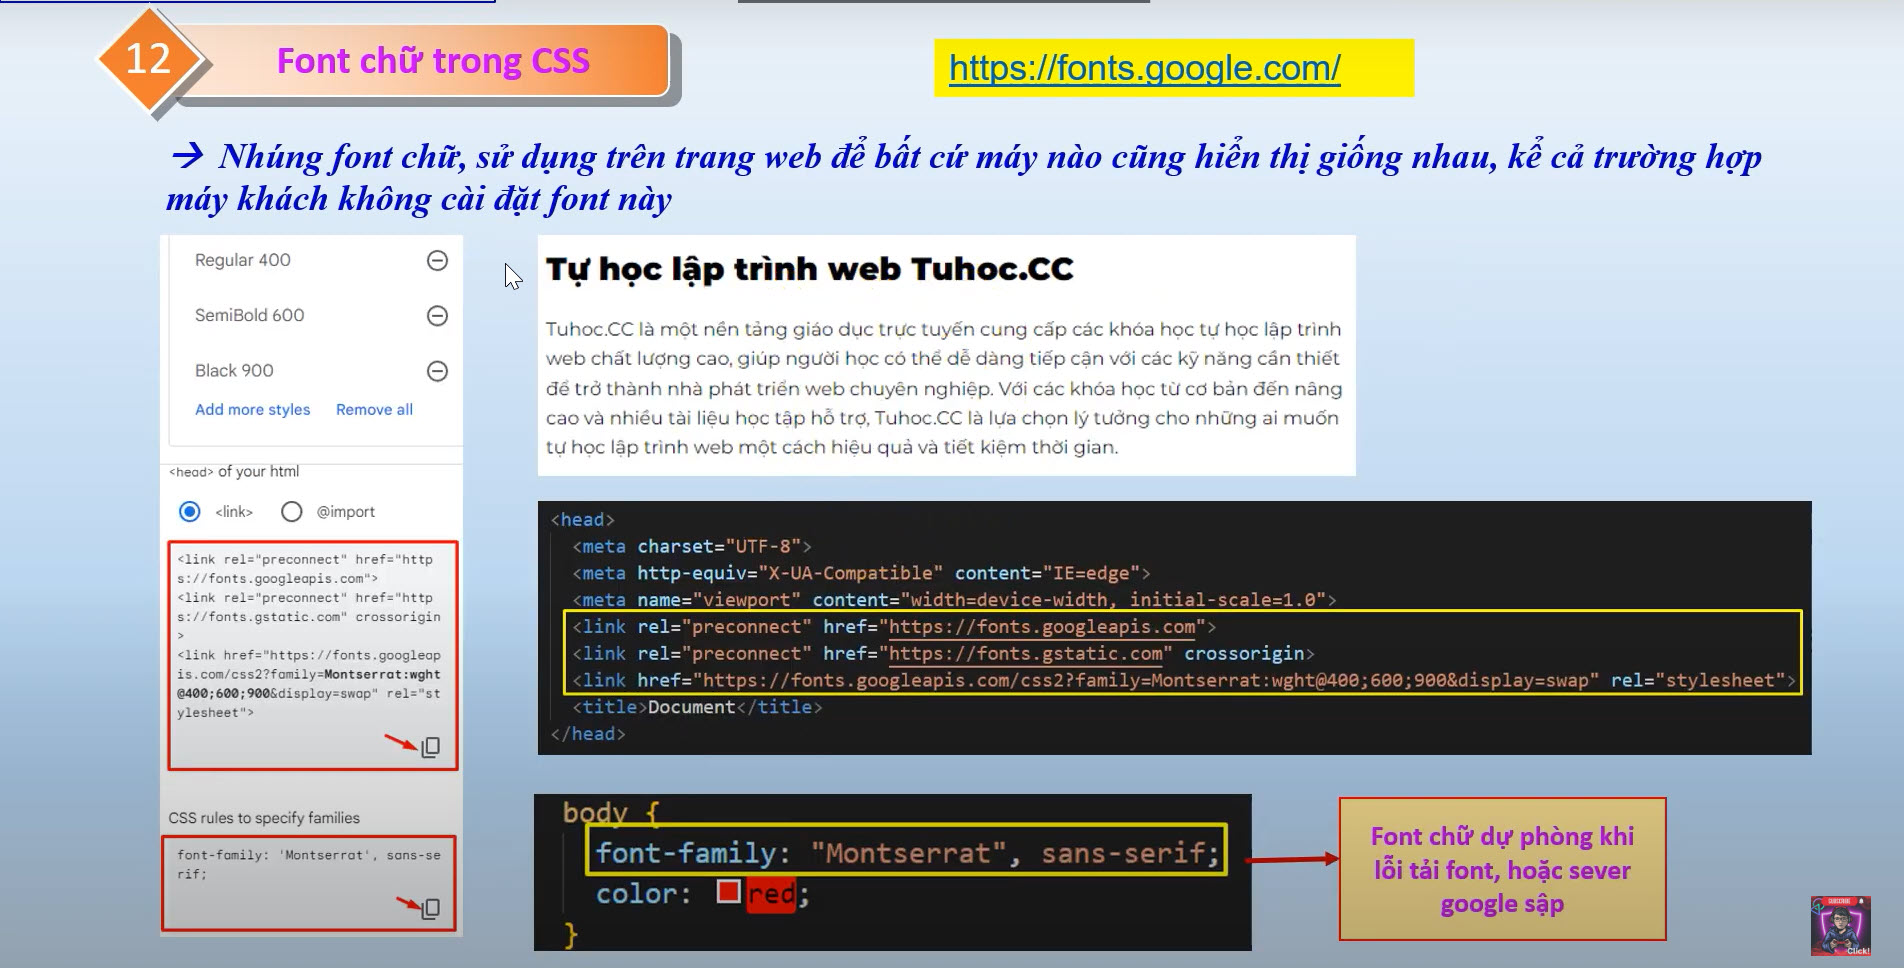 12
Font chữ trong CSS
https://fonts.google.com/
→ Nhúng font chữ, sử dụng trên trang web để bất cứ máy nào cũng hiển thị giống nhau, kể cả trường hợp
máy khách không cài đặt font này
Regular 400
SemiBold 600
Black 900
Add more styles Remove all
<head> of your html
<link> @import
<link rel="preconnect" href="http
s://fonts.googleapis.com">
<link rel="preconnect" href="http
s://fonts.gstatic.com" crossorigin
>
<link href="https://fonts.googleap
is.com/css2?family=Montserrat:wght
@400;600;900&display=swap" rel="st
ylesheet">
CSS rules to specify families
font-family: 'Montserrat', sans-se
rif;
Tự học lập trình web Tuhoc.CC
Tuhoc.CC là một nền tảng giáo dục trực tuyến cung cấp các khóa học tự học lập trình
web chất lượng cao, giúp người học có thể dễ dàng tiếp cận với các kỹ năng cần thiết
để trở thành nhà phát triển web chuyên nghiệp. Với các khóa học từ cơ bản đến nâng
cao và nhiều tài liệu học tập hỗ trợ, Tuhoc.CC là lựa chọn lý tưởng cho những ai muốn
tự học lập trình web một cách hiệu quả và tiết kiệm thời gian.
<head>
<meta charset="UTF-8">
<meta http-equiv="X-UA-Compatible" content="IE=edge">
<meta name="viewport" content="width=device-width, initial-scale=1.0">
<link rel="preconnect" href="https://fonts.googleapis.com">
<link rel="preconnect" href="https://fonts.gstatic.com" crossorigin>
<link href="https://fonts.googleapis.com/css2?family=Montserrat:wght@400;600;900&display=swap" rel="stylesheet">
<title>Document</title>
</head>
body {
font-family: "Montserrat", sans-serif;
color: red;
}
Font chữ dự phòng khi
lỗi tải font, hoặc sever
google sập
SUBSCRIBE
Click!